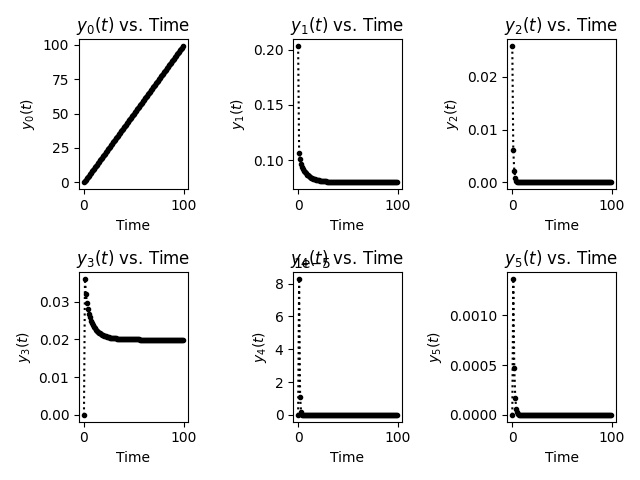 y₀(t) vs. Time
y₁(t) vs. Time
y₂(t) vs. Time
100
75
50
25
0
y₀(t)
0
100
Time
0.20
0.15
0.10
y₁(t)
0
100
Time
0.02
0.01
0.00
y₂(t)
0
100
Time
y₃(t) vs. Time
y₄(t) vs. Time
y₅(t) vs. Time
0.03
0.02
0.01
0.00
y₃(t)
0
100
Time
1e−5
8
6
4
2
0
y₄(t)
0
100
Time
0.0010
0.0005
0.0000
y₅(t)
0
100
Time